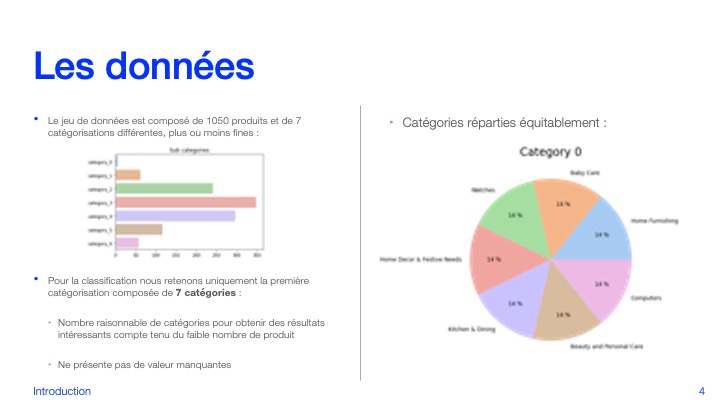 Les données
Le jeu de données est composé de 1050 produits et de 7
catégorisations différentes, plus ou moins fines :
Sub categories
category_0
category_1
category_2
category_3
category_4
category_5
category_6
0 50 100 150 200 250 300 350
Pour la classification nous retenons uniquement la première
catégorisation composée de 7 catégories :
Nombre raisonnable de catégories pour obtenir des résultats
intéressants compte tenu du faible nombre de produit
Ne présente pas de valeur manquantes
Catégories réparties équitablement :
Category 0
Baby Care
Watches
Home Furnishing
Home Decor & Festive Needs
Computers
Kitchen & Dining
Beauty and Personal Care
14 %
14 %
14 %
14 %
14 %
14 %
14 %
Introduction
4